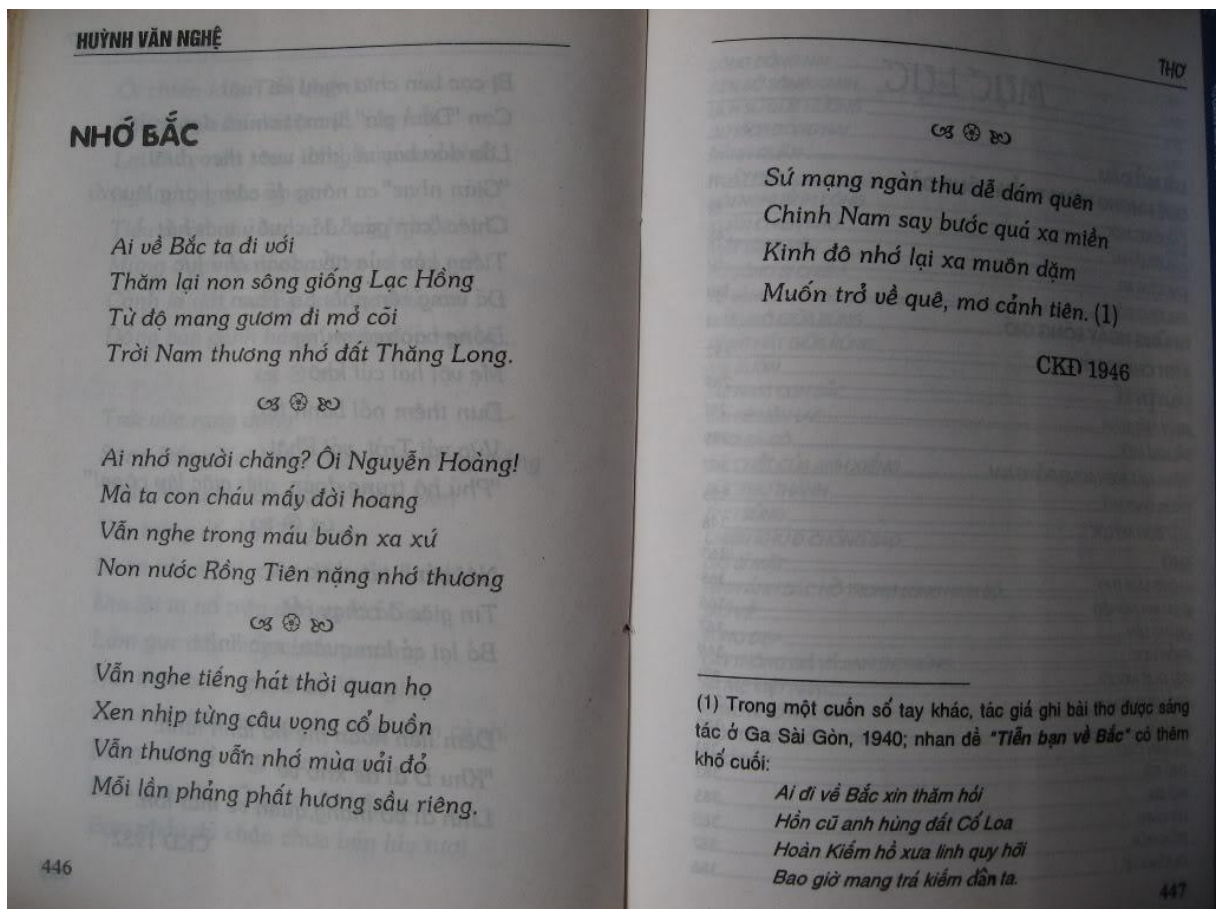 HUỲNH VĂN NGHỆ
NHỚ BẮC
Ai về Bắc ta đi với
Thăm lại non sông giống Lạc Hồng
Từ độ mang gươm đi mở cõi
Trời Nam thương nhớ đất Thăng Long.
Ai nhớ người chăng? Ôi Nguyễn Hoàng!
Mà ta con cháu mấy đời hoang
Vẫn nghe trong máu buồn xa xứ
Non nước Rồng Tiên nặng nhớ thương
Vẫn nghe tiếng hát thời quan họ
Xen nhịp từng câu vọng cổ buồn
Vẫn thương vẫn nhớ mùa vải đỏ
Mỗi lần phảng phất hương sầu riêng.
446
THƠ
Sứ mạng ngàn thu dễ dám quên
Chinh Nam say bước quá xa miền
Kinh đô nhớ lại xa muôn dặm
Muốn trở về quê, mơ cảnh tiên. (1)
CKĐ 1946
(1) Trong một cuốn sổ tay khác, tác giả ghi bài thơ được sáng
tác ở Ga Sài Gòn, 1940; nhan đề "Tiễn bạn về Bắc" có thêm
khổ cuối:
Ai đi về Bắc xin thăm hỏi
Hồn cũ anh hùng đất Cổ Loa
Hoàn Kiếm hồ xưa linh quy hỡi
Bao giờ mang trả kiếm dân ta.
447